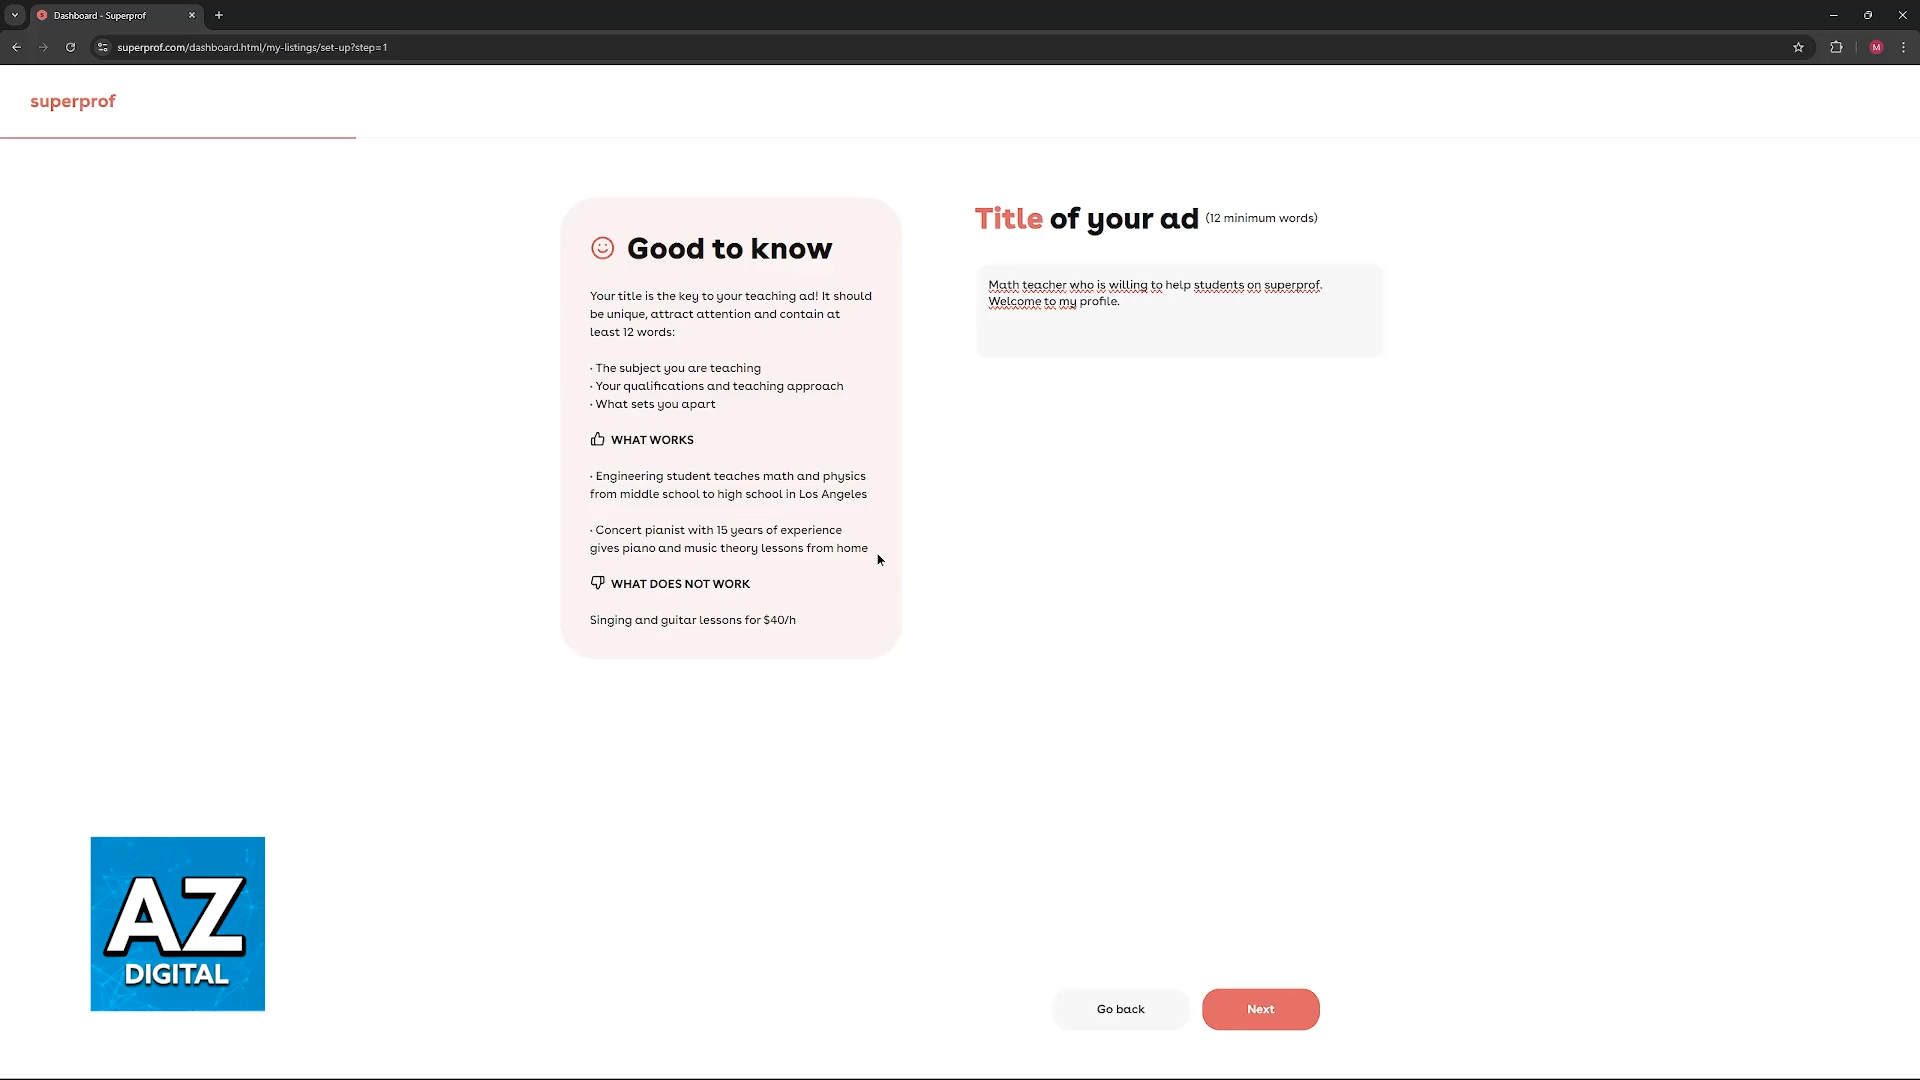 Dashboard - Superprof
superprof.com/dashboard.html/my-listings/set-up?step=1
M
superprof
Good to know
Your title is the key to your teaching ad! It should
be unique, attract attention and contain at
least 12 words:
· The subject you are teaching
· Your qualifications and teaching approach
· What sets you apart
WHAT WORKS
· Engineering student teaches math and physics
from middle school to high school in Los Angeles
· Concert pianist with 15 years of experience
gives piano and music theory lessons from home
WHAT DOES NOT WORK
Singing and guitar lessons for $40/h
Title of your ad (12 minimum words)
Math teacher who is willing to help students on superprof.
Welcome to my profile.
AZ
DIGITAL
Go back
Next